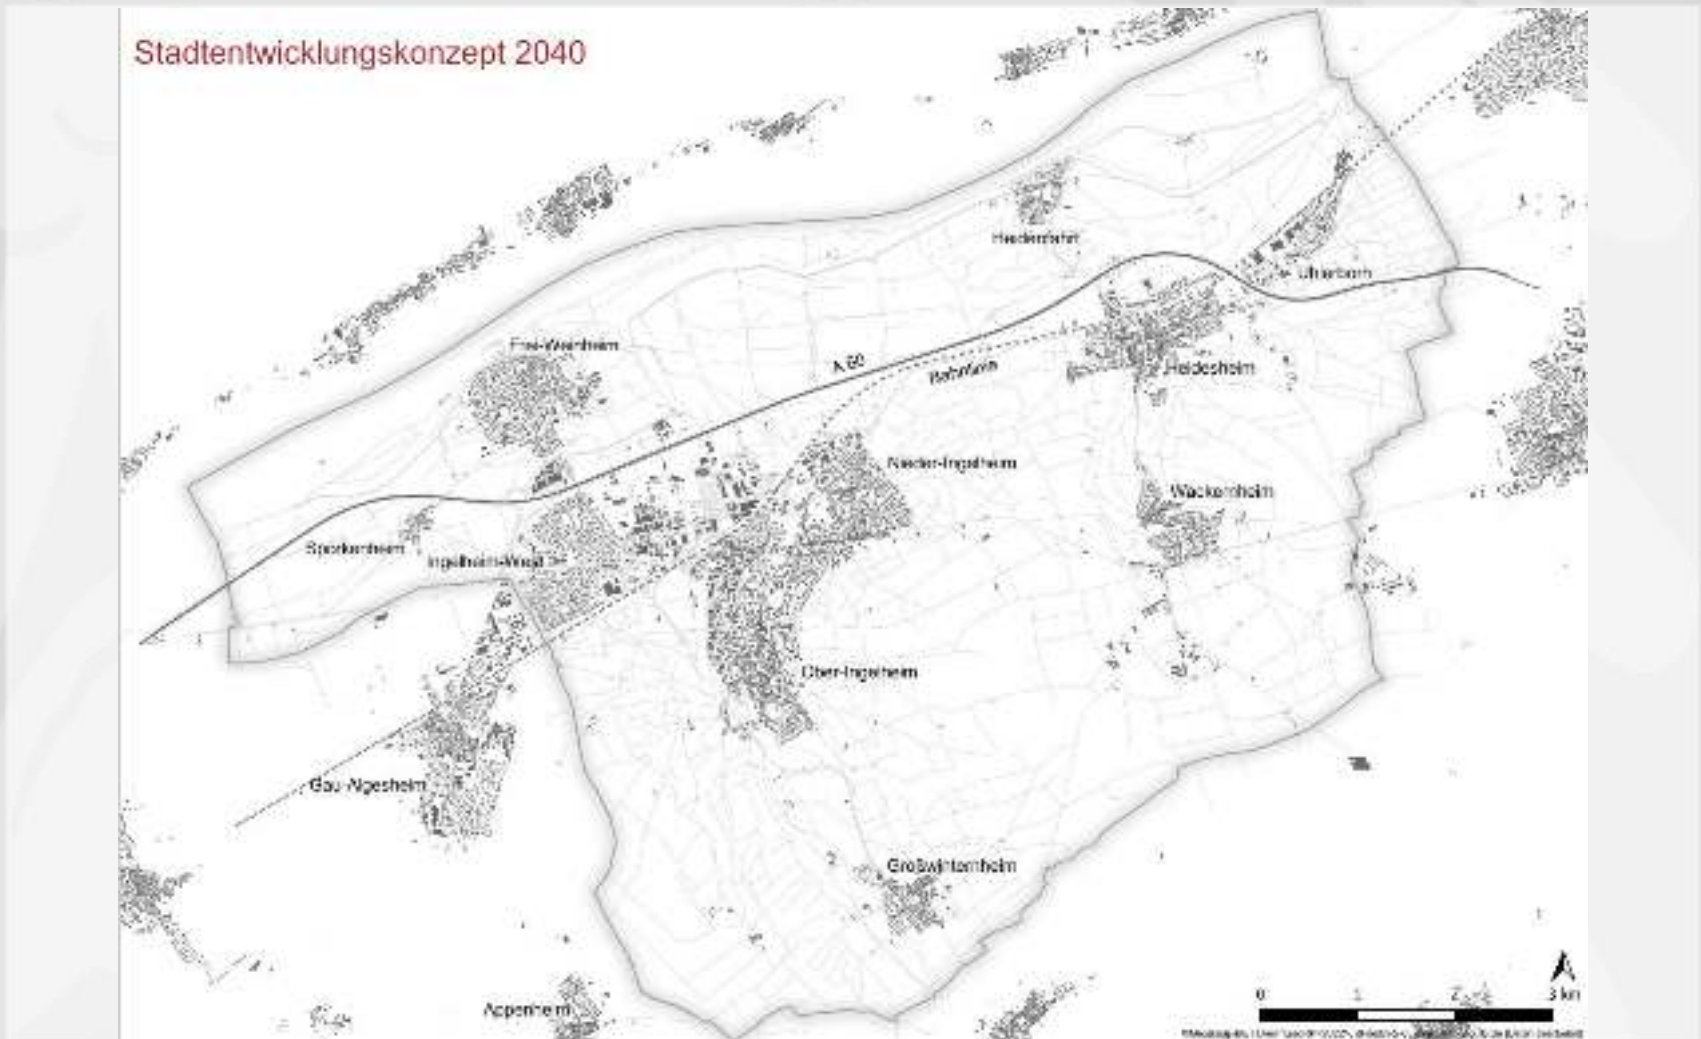 Stadtentwicklungskonzept 2040
Heidenfahrt
Uhlerborn
Frei-Weinheim
A 60
Bahnlinie
Heidesheim
Nieder-Ingelheim
Wackernheim
Sporkenheim
Ingelheim-West
Ober-Ingelheim
Gau-Algesheim
Großwinternheim
Appenheim
0 1 2 3 km